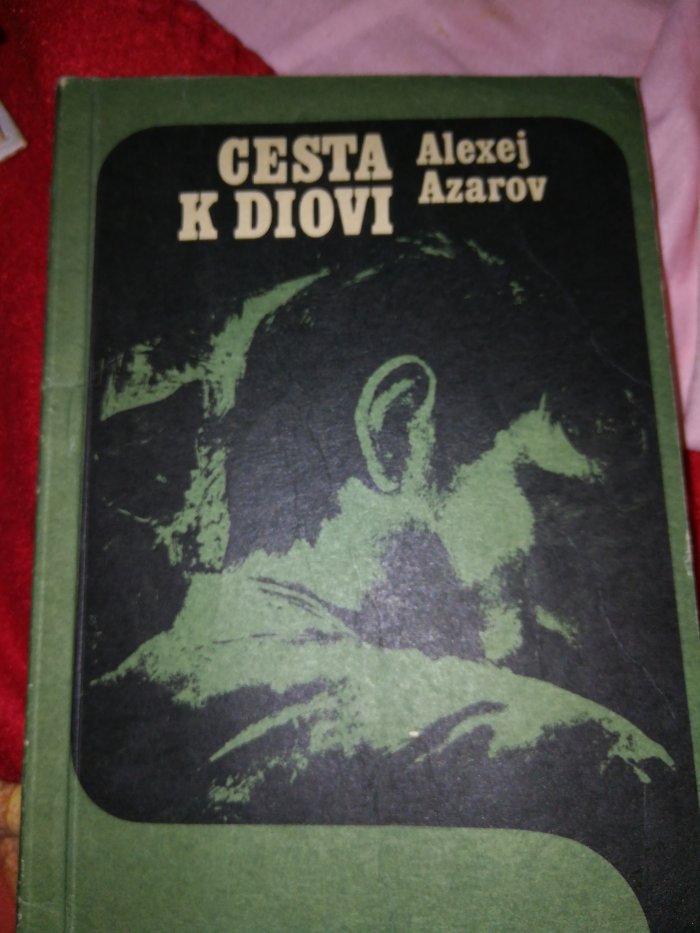 CESTA
K DIOVI
Alexej
Azarov